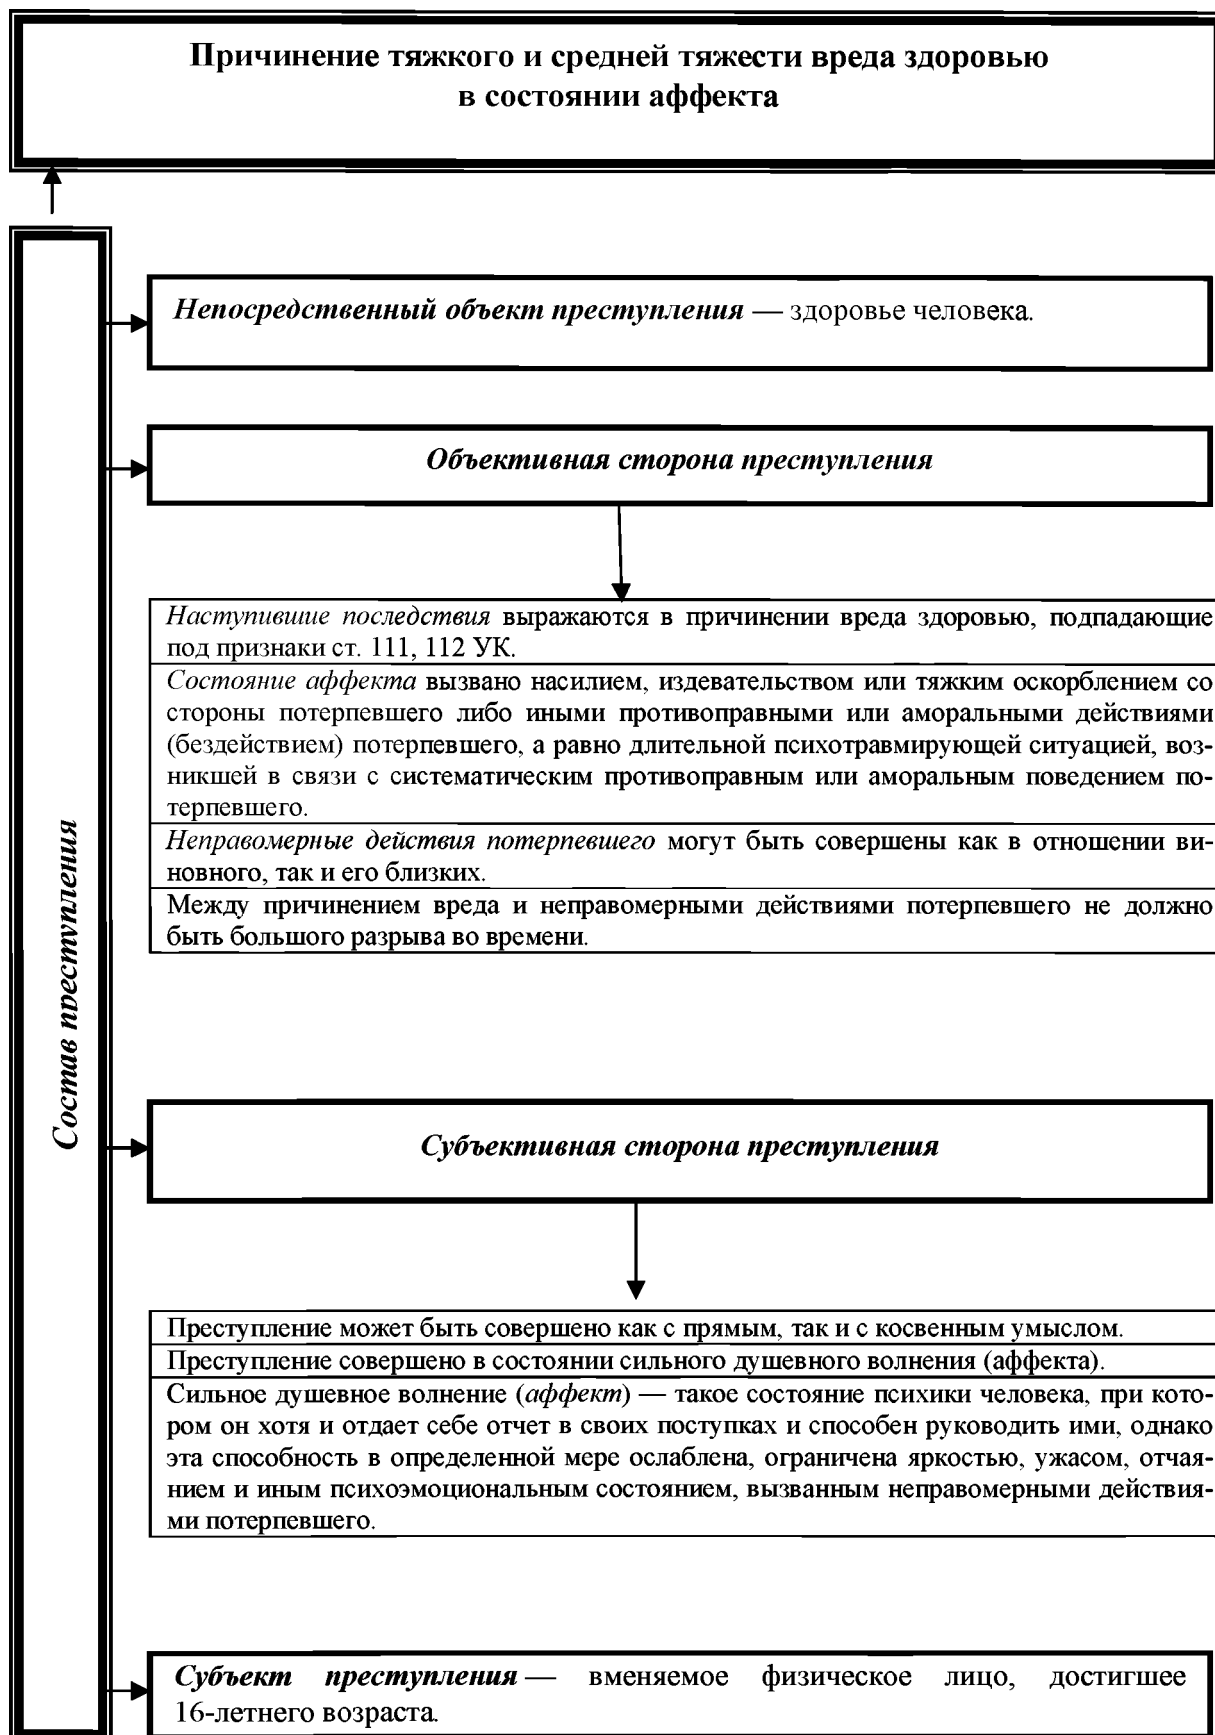 Причинение тяжкого и средней тяжести вреда здоровью
в состоянии аффекта
Состав преступления
Непосредственный объект преступления — здоровье человека.
Объективная сторона преступления
Наступившие последствия выражаются в причинении вреда здоровью, подпадающие
под признаки ст. 111, 112 УК.
Состояние аффекта вызвано насилием, издевательством или тяжким оскорблением со
стороны потерпевшего либо иными противоправными или аморальными действиями
(бездействием) потерпевшего, а равно длительной психотравмирующей ситуацией, воз-
никшей в связи с систематическим противоправным или аморальным поведением по-
терпевшего.
Неправомерные действия потерпевшего могут быть совершены как в отношении ви-
новного, так и его близких.
Между причинением вреда и неправомерными действиями потерпевшего не должно
быть большого разрыва во времени.
Субъективная сторона преступления
Преступление может быть совершено как с прямым, так и с косвенным умыслом.
Преступление совершено в состоянии сильного душевного волнения (аффекта).
Сильное душевное волнение (аффект) — такое состояние психики человека, при кото-
ром он хотя и отдает себе отчет в своих поступках и способен руководить ими, однако
эта способность в определенной мере ослаблена, ограничена яркостью, ужасом, отчая-
нием и иным психоэмоциональным состоянием, вызванным неправомерными действия-
ми потерпевшего.
Субъект преступления — вменяемое физическое лицо, достигшее
16-летнего возраста.